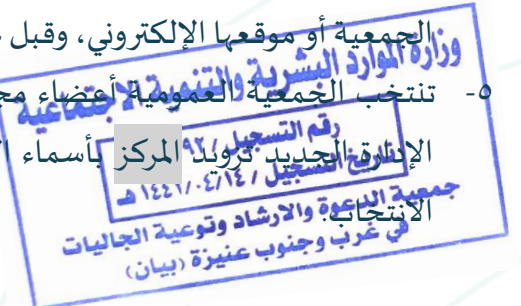 الجمعية أو موقعها الإلكتروني، وقبل
٥- تنتخب الجمعية العمومية أعضاء
الإدارة الجديد تزويد المركز بأسماء
الانتخاب.
وزارة الموارد البشرية والتنمية الاجتماعية
رقم التسجيل /
تاريخ التسجيل / ١٤٤١/٠٤/١٤ هـ
جمعية الدعوة والارشاد وتوعية الجاليات
في غرب وجنوب عنيزة (بيان)